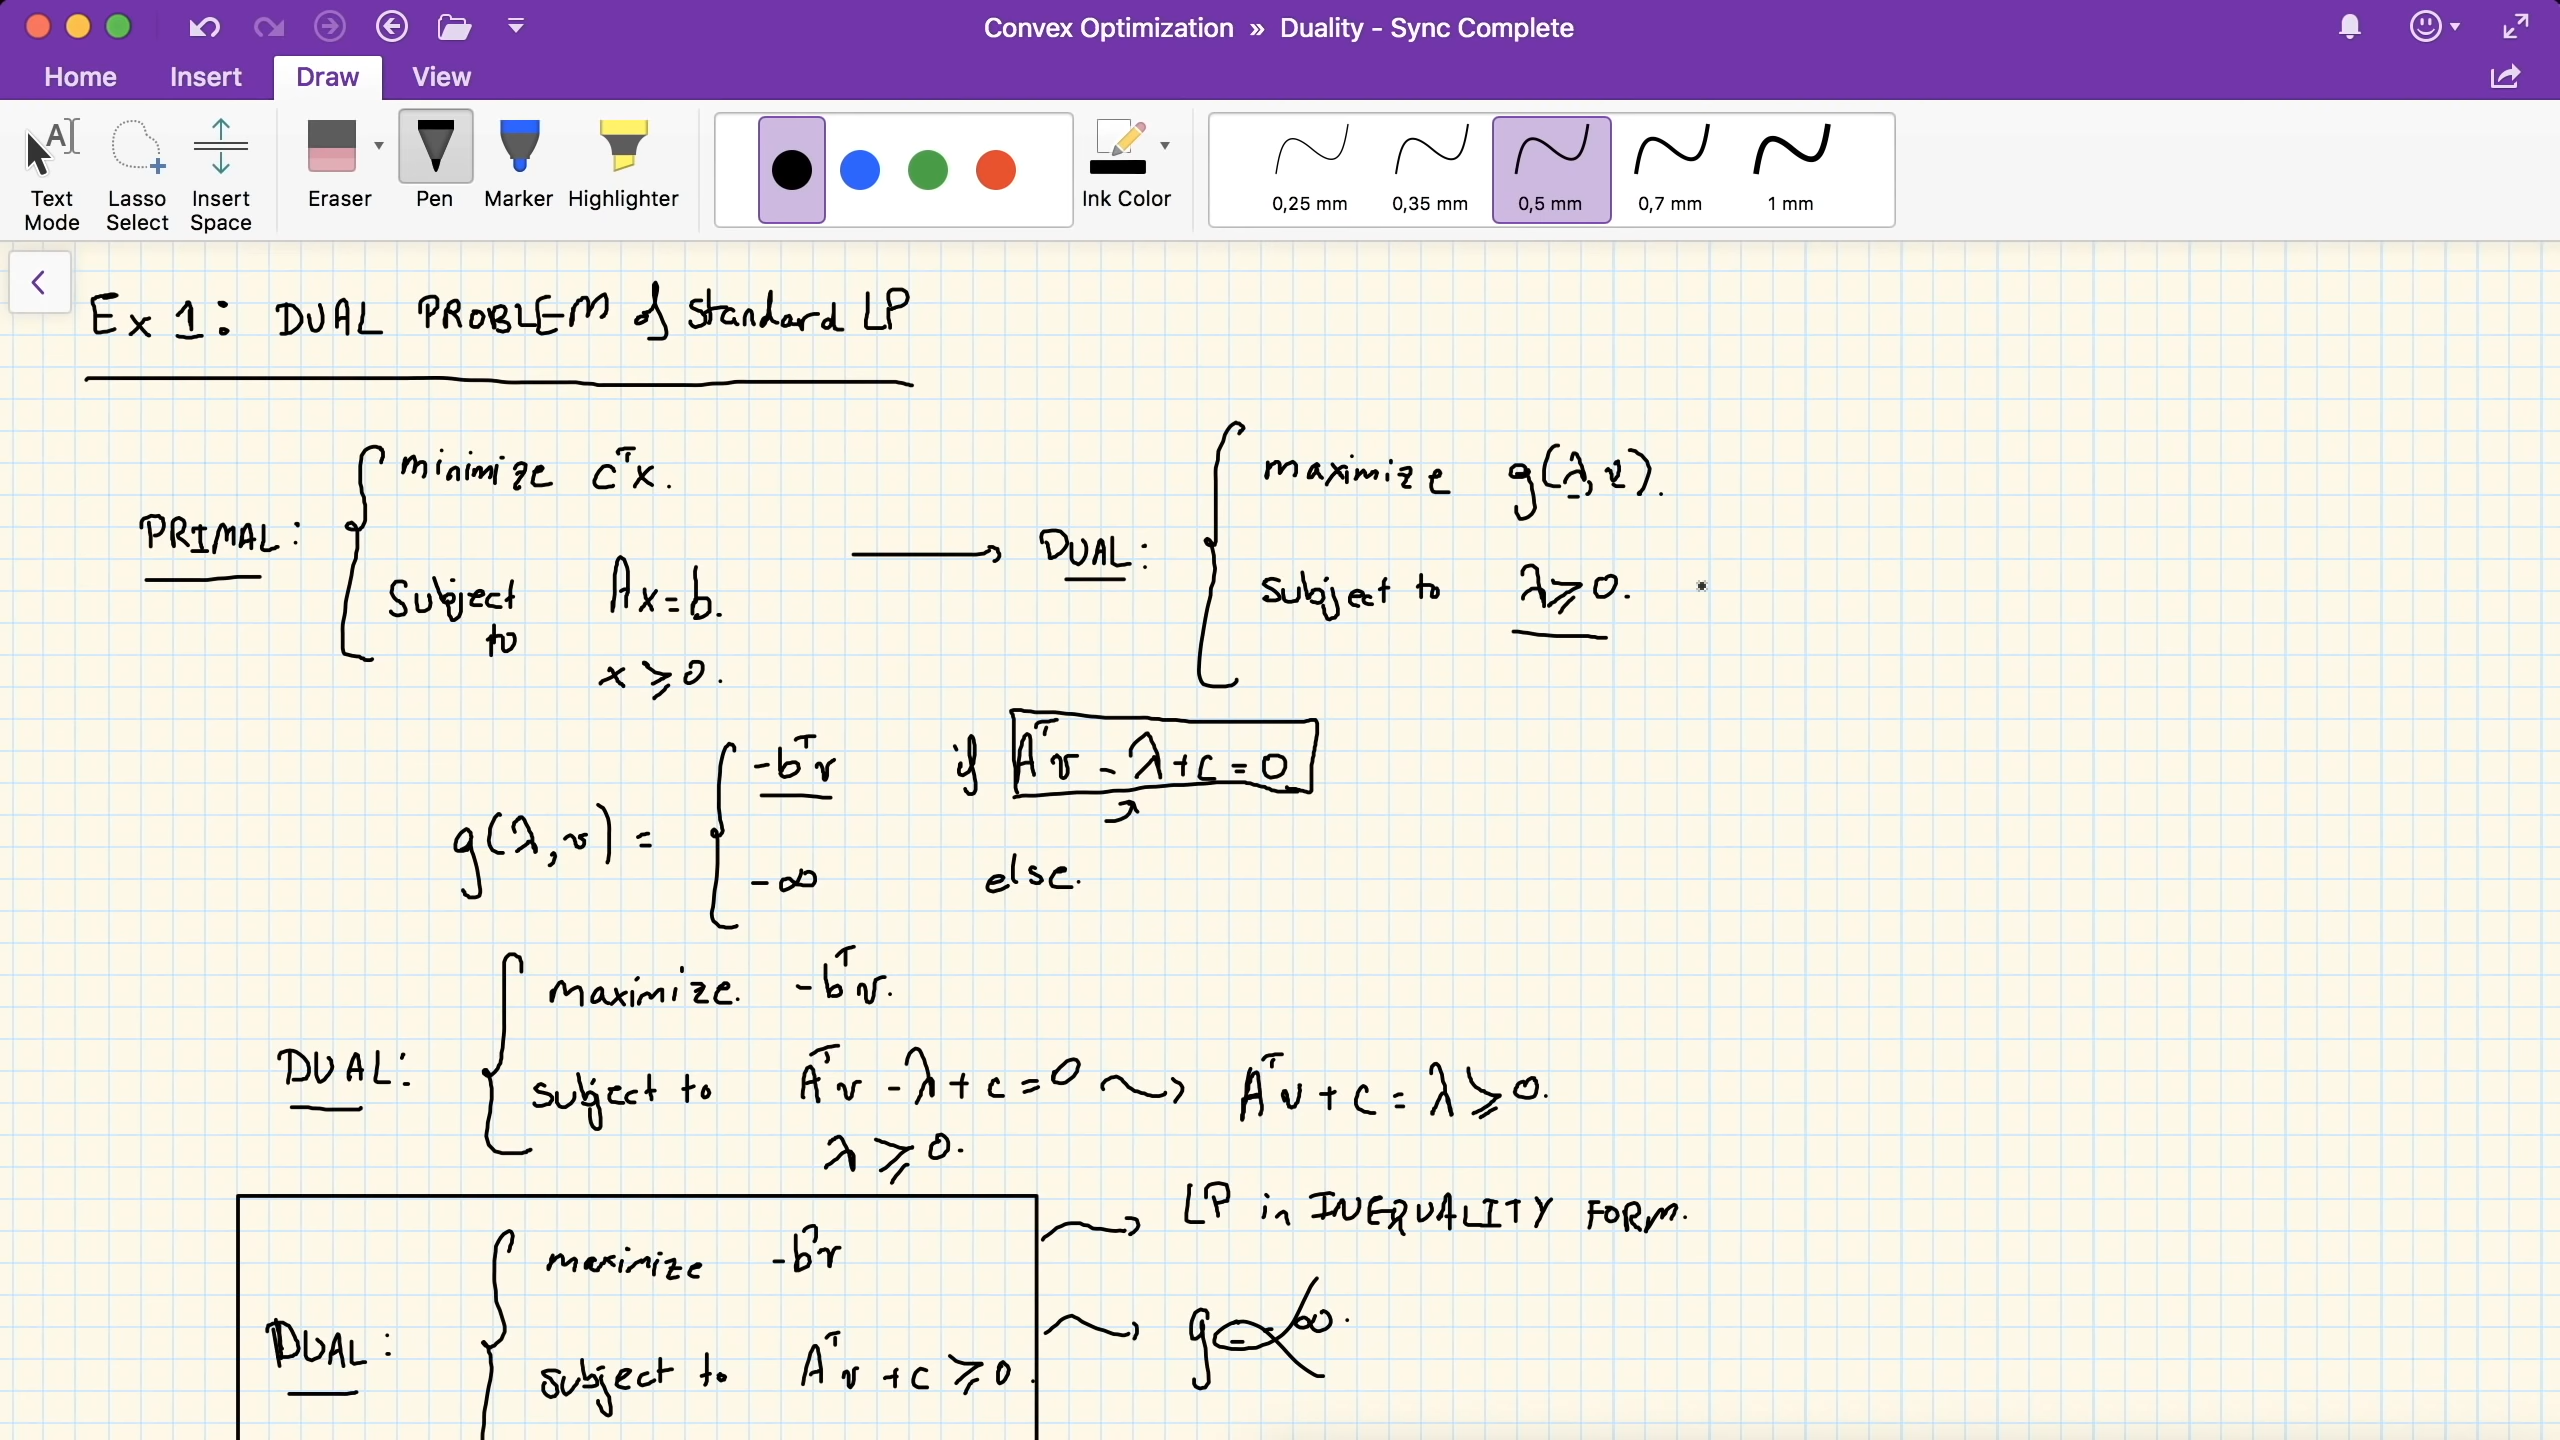 Convex Optimization » Duality - Sync Complete
Home Insert Draw View
Text Mode Lasso Select Insert Space Eraser Pen Marker Highlighter Ink Color 0,25 mm 0,35 mm 0,5 mm 0,7 mm 1 mm
Ex 1: DUAL PROBLEM of standard LP
PRIMAL: { minimize cᵀx. → DUAL: { maximize g(λ,ν).
Subject to Ax=b. subject to λ≥0.
x ≥ 0.
g(λ,ν) = { -bᵀν if Aᵀν - λ + c = 0
-∞ else.
DUAL: { maximize. -bᵀν.
subject to Aᵀν - λ + c = 0 ⇝ Aᵀν + c = λ ≥ 0.
λ ≥ 0.
LP in INEQUALITY FORM.
DUAL: { maximize -bᵀν
g = -∞.
subject to Aᵀν + c ≥ 0.